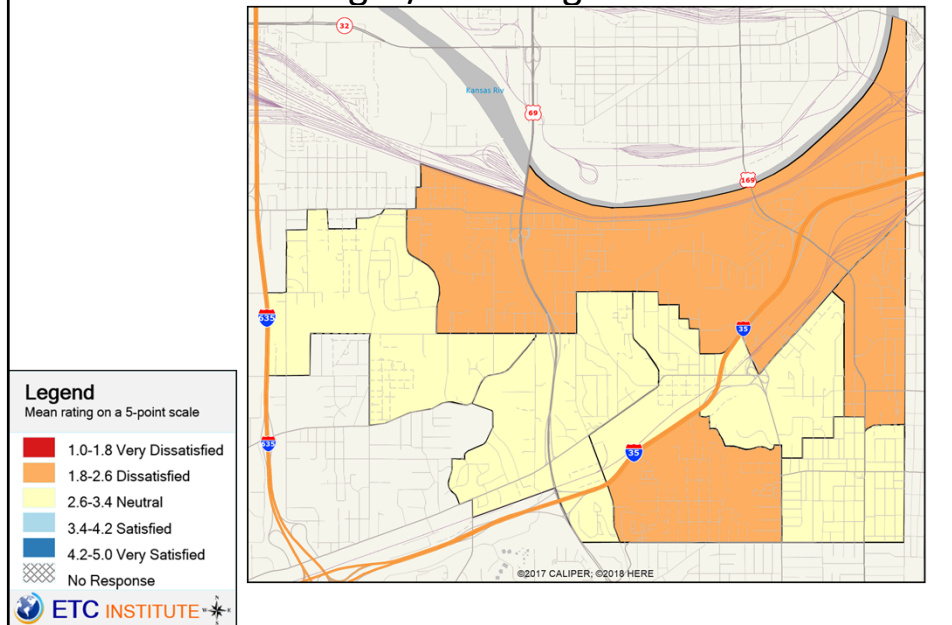 32
Kansas Riv
69
169
635
35
635
35
Legend
Mean rating on a 5-point scale
1.0-1.8 Very Dissatisfied
1.8-2.6 Dissatisfied
2.6-3.4 Neutral
3.4-4.2 Satisfied
4.2-5.0 Very Satisfied
No Response
©2017 CALIPER; ©2018 HERE
ETC INSTITUTE